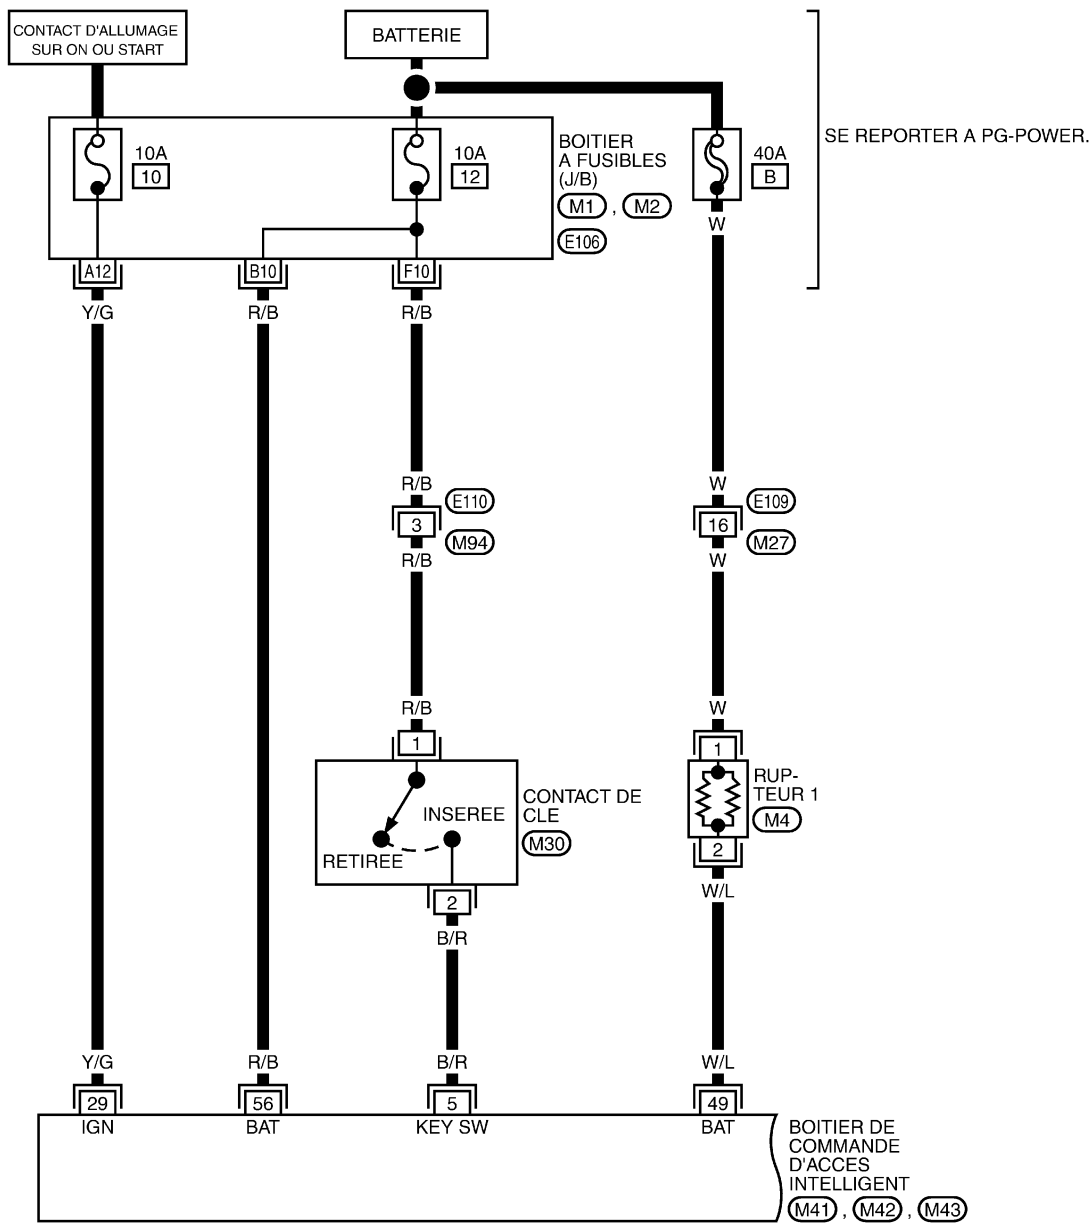 CONTACT D'ALLUMAGE
SUR ON OU START
BATTERIE
SE REPORTER A PG-POWER.
10A
10
10A
12
BOITIER
A FUSIBLES
(J/B)
M1 , M2
E106
40A
B
W
A12
B10
F10
Y/G
R/B
R/B
R/B
W
E110
E109
3
16
M94
M27
R/B
W
R/B
W
1
1
INSEREE
RETIREE
CONTACT DE
CLE
M30
RUP-
TEUR 1
M4
2
2
B/R
W/L
Y/G
R/B
B/R
W/L
29
56
5
49
IGN
BAT
KEY SW
BAT
BOITIER DE
COMMANDE
D'ACCES
INTELLIGENT
M41 , M42 , M43